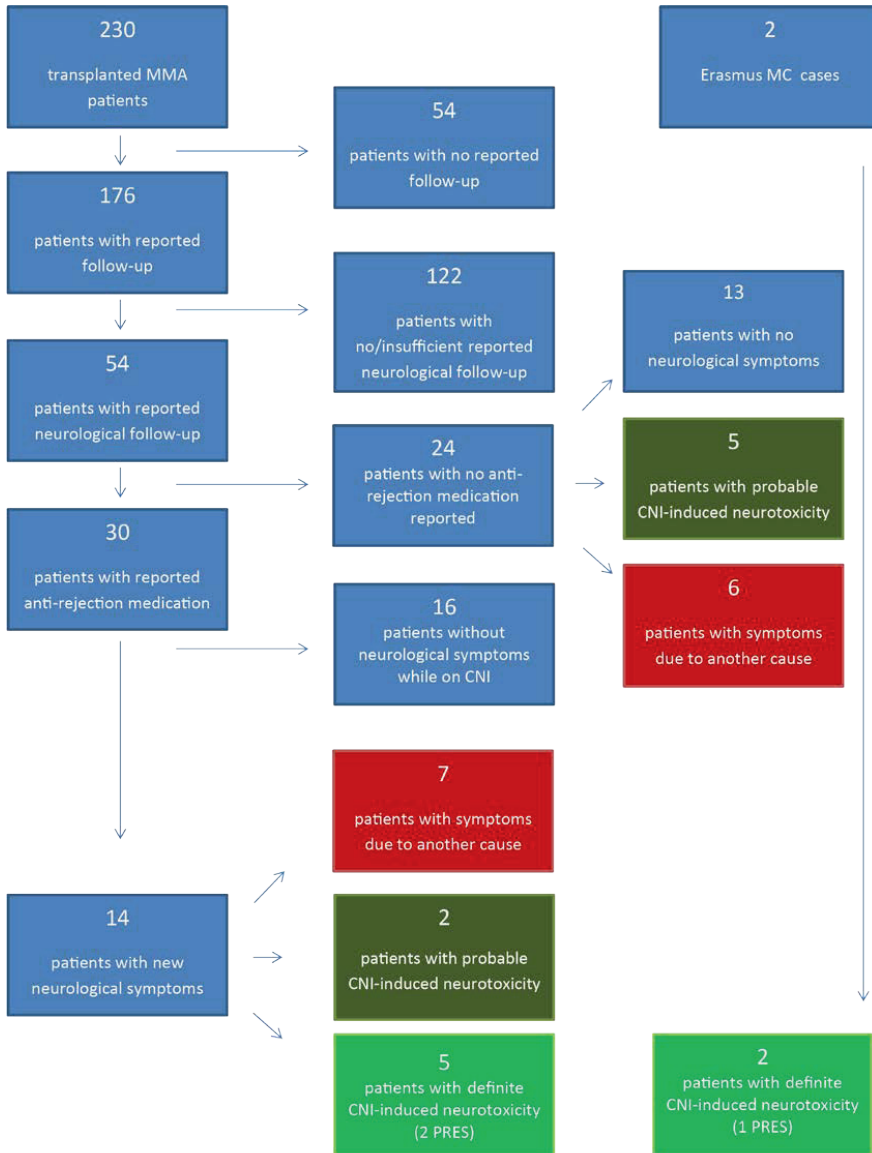 230
transplanted MMA
patients
2
Erasmus MC cases
54
patients with no reported
follow-up
176
patients with reported
follow-up
122
patients with
no/insufficient reported
neurological follow-up
13
patients with no
neurological symptoms
54
patients with reported
neurological follow-up
24
patients with no anti-
rejection medication
reported
5
patients with probable
CNI-induced neurotoxicity
30
patients with reported
anti-rejection medication
16
patients without
neurological symptoms
while on CNI
6
patients with symptoms
due to another cause
7
patients with symptoms
due to another cause
14
patients with new
neurological symptoms
2
patients with probable
CNI-induced neurotoxicity
5
patients with definite
CNI-induced neurotoxicity
(2 PRES)
2
patients with definite
CNI-induced neurotoxicity
(1 PRES)